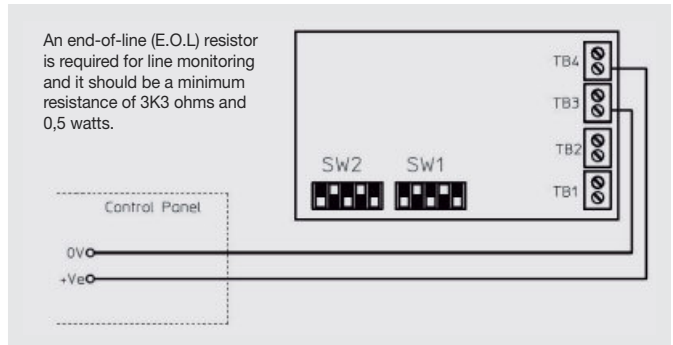 An end-of-line (E.O.L) resistor
is required for line monitoring
and it should be a minimum
resistance of 3K3 ohms and
0,5 watts.
TB4
TB3
TB2
TB1
SW2 SW1
Control Panel
0V
+Ve